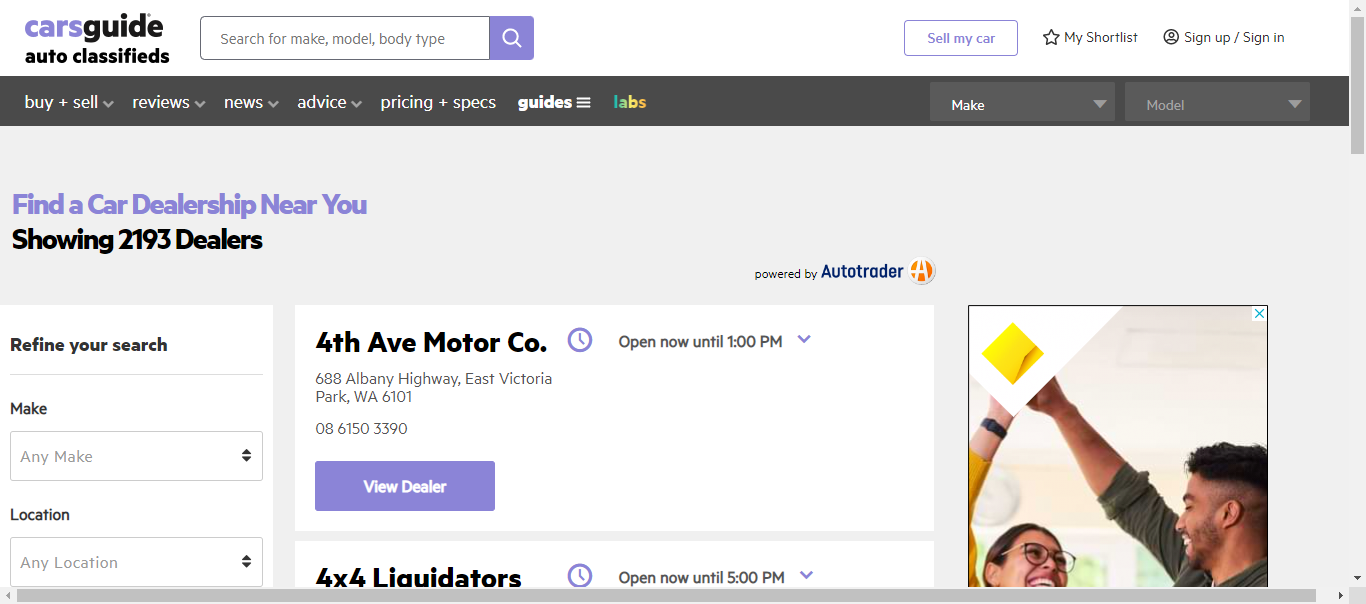 carsguide
auto classifieds
Search for make, model, body type
Sell my car
My Shortlist
Sign up / Sign in
buy + sell
reviews
news
advice
pricing + specs
guides
labs
Make
Model
Find a Car Dealership Near You
Showing 2193 Dealers
powered by Autotrader
Refine your search
Make
Any Make
Location
Any Location
4th Ave Motor Co.
Open now until 1:00 PM
688 Albany Highway, East Victoria
Park, WA 6101
08 6150 3390
View Dealer
4x4 Liquidators
Open now until 5:00 PM